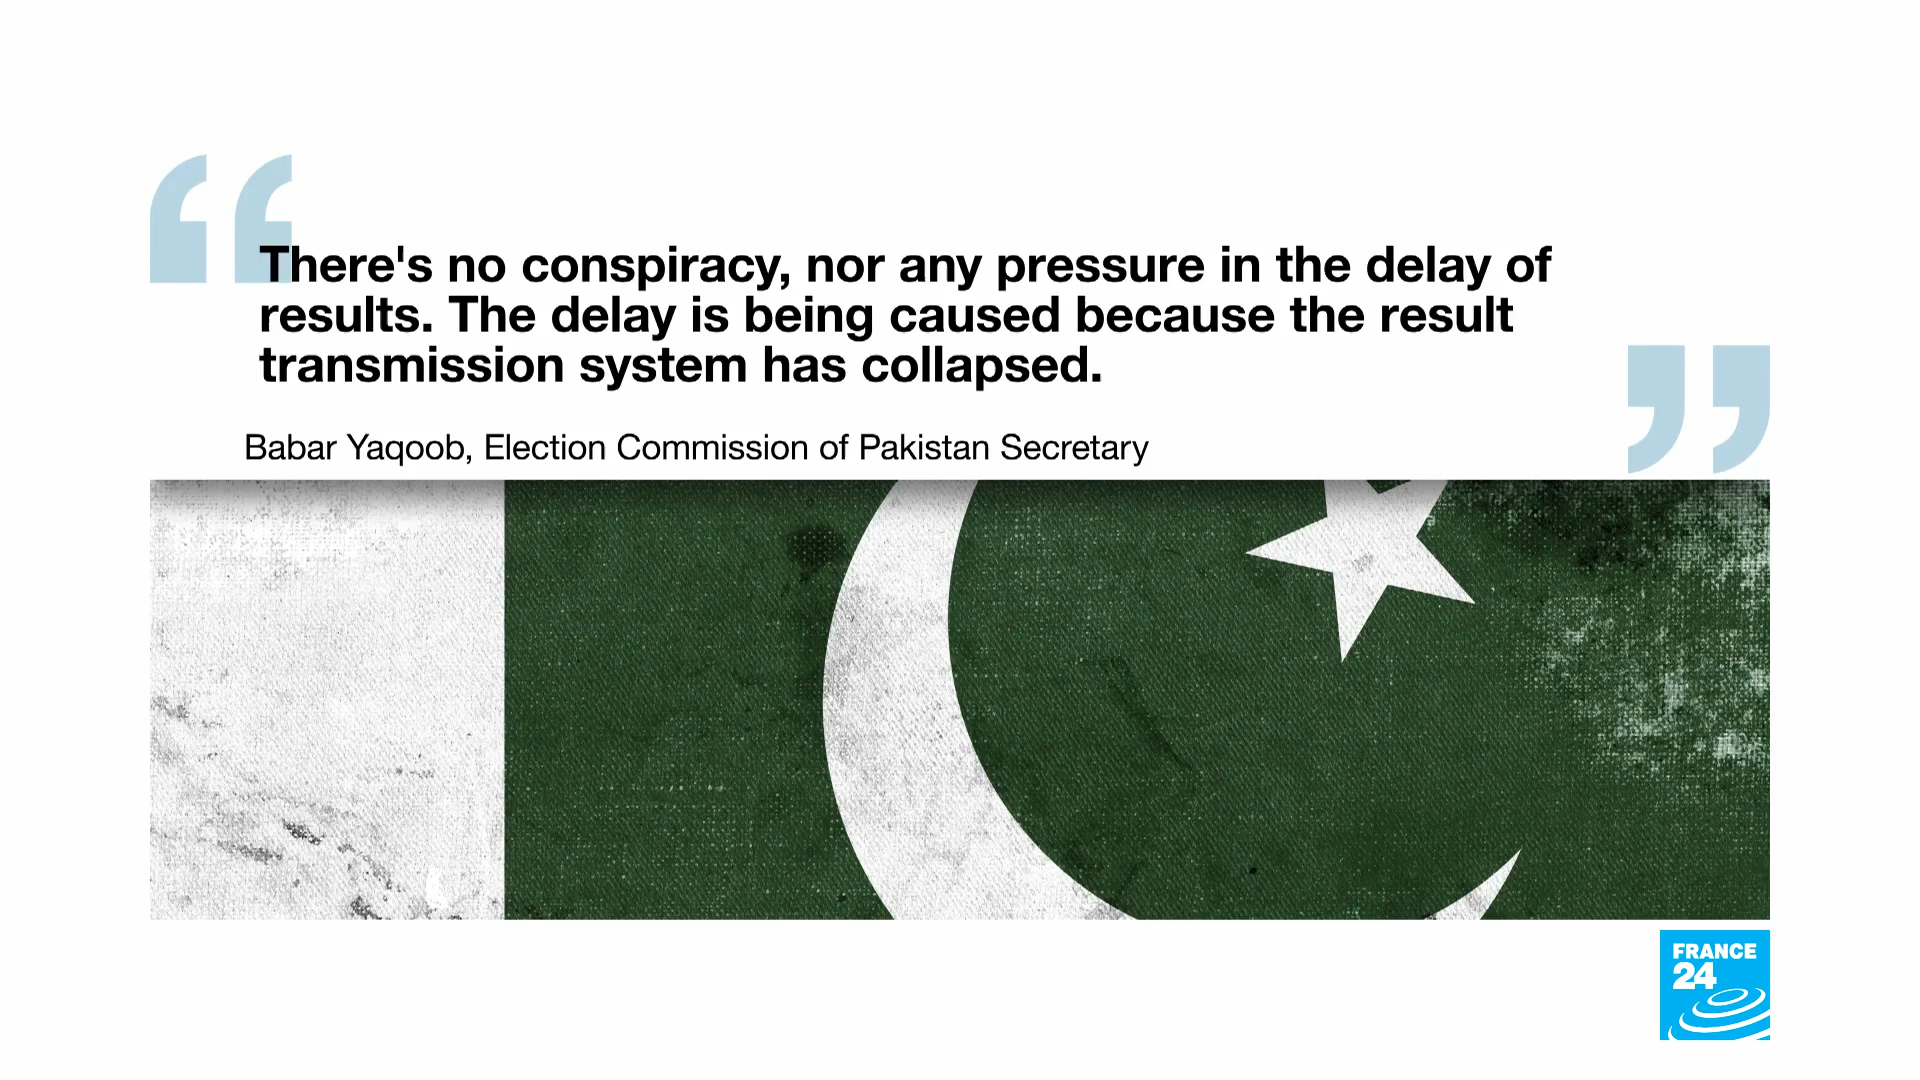 There's no conspiracy, nor any pressure in the delay of
results. The delay is being caused because the result
transmission system has collapsed.
Babar Yaqoob, Election Commission of Pakistan Secretary
FRANCE
24